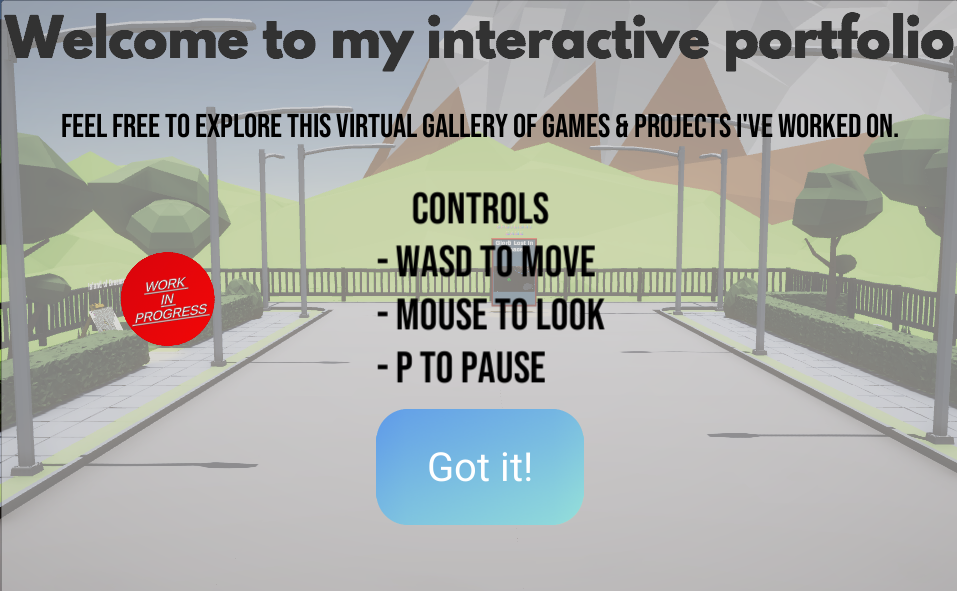 Welcome to my interactive portfolio
FEEL FREE TO EXPLORE THIS VIRTUAL GALLERY OF GAMES & PROJECTS I'VE WORKED ON.
CONTROLS
- WASD TO MOVE
- MOUSE TO LOOK
- P TO PAUSE
WORK
IN
PROGRESS
Got it!